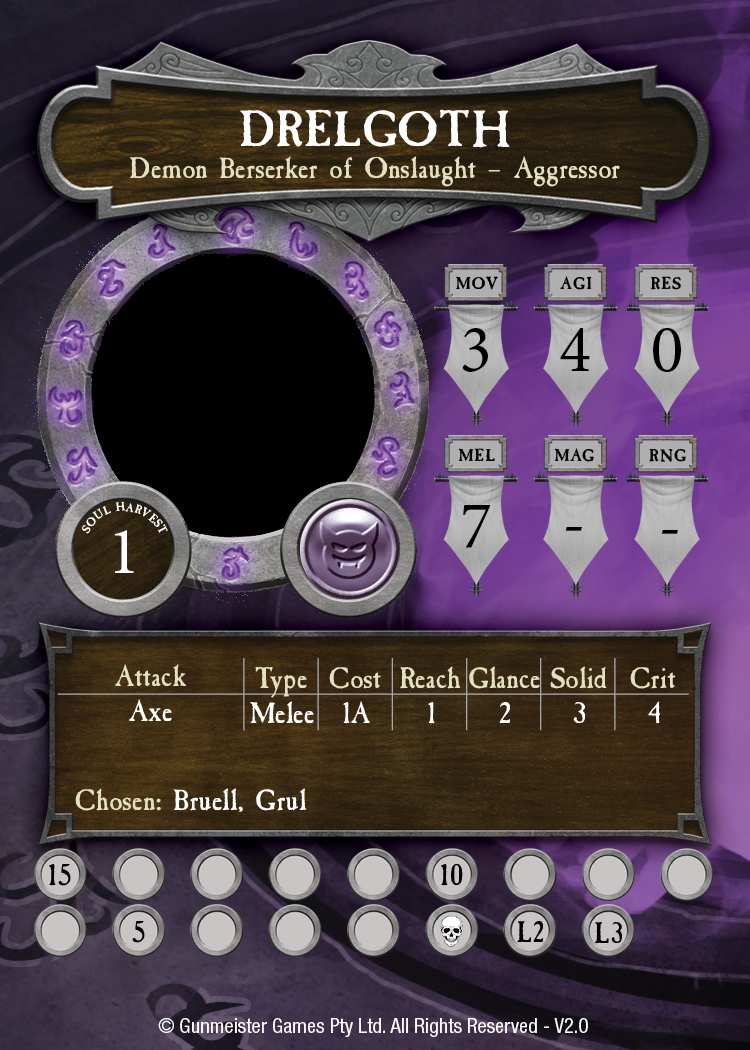 DRELGOTH
Demon Berserker of Onslaught – Aggressor
MOV AGI RES
3 4 0
MEL MAG RNG
7 - -
SOUL HARVEST
1
Attack Type Cost Reach Glance Solid Crit
Axe Melee 1A 1 2 3 4
Chosen: Bruell, Grul
15 10
5 L2 L3
© Gunmeister Games Pty Ltd. All Rights Reserved - V2.0